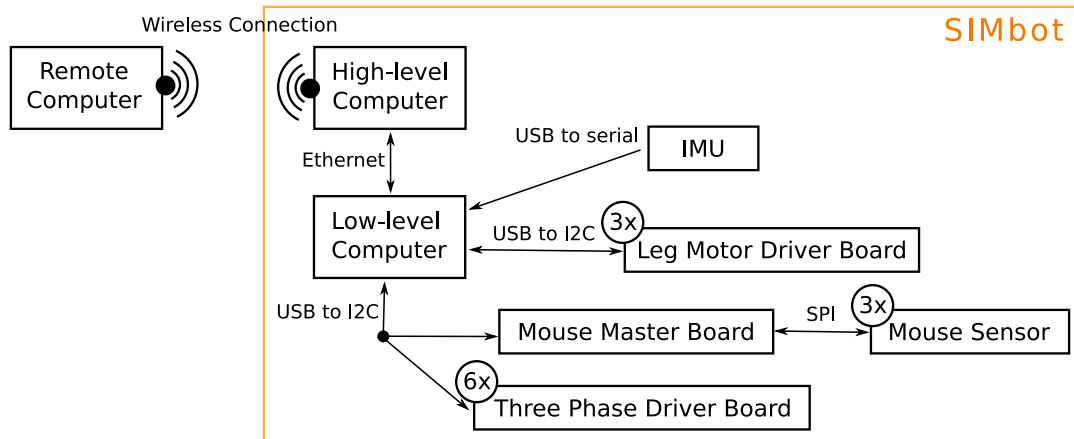 Wireless Connection
SIMbot
Remote
Computer
High-level
Computer
USB to serial
IMU
Ethernet
Low-level
Computer
USB to I2C
3x
Leg Motor Driver Board
USB to I2C
Mouse Master Board
SPI
3x
Mouse Sensor
6x
Three Phase Driver Board